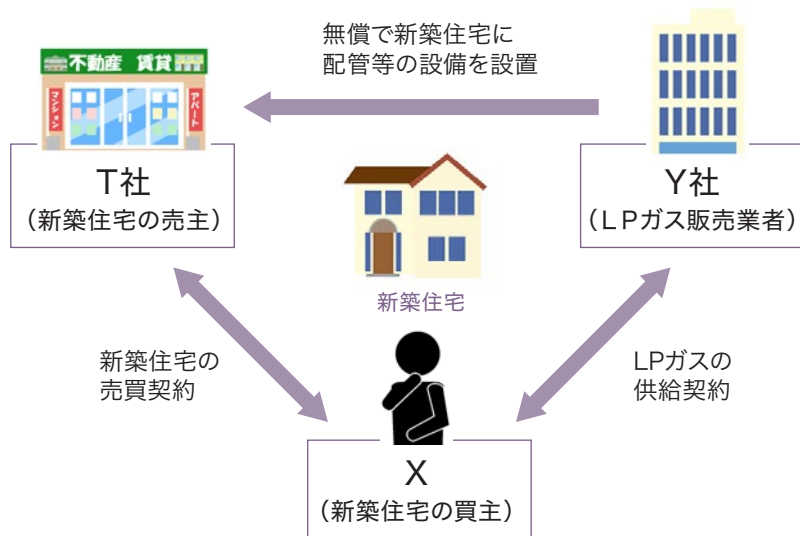 無償で新築住宅に
配管等の設備を設置
不動産 賃貸
マンション
アパート
T社
(新築住宅の売主)
Y社
(LPガス販売業者)
新築住宅
新築住宅の
売買契約
LPガスの
供給契約
X
(新築住宅の買主)